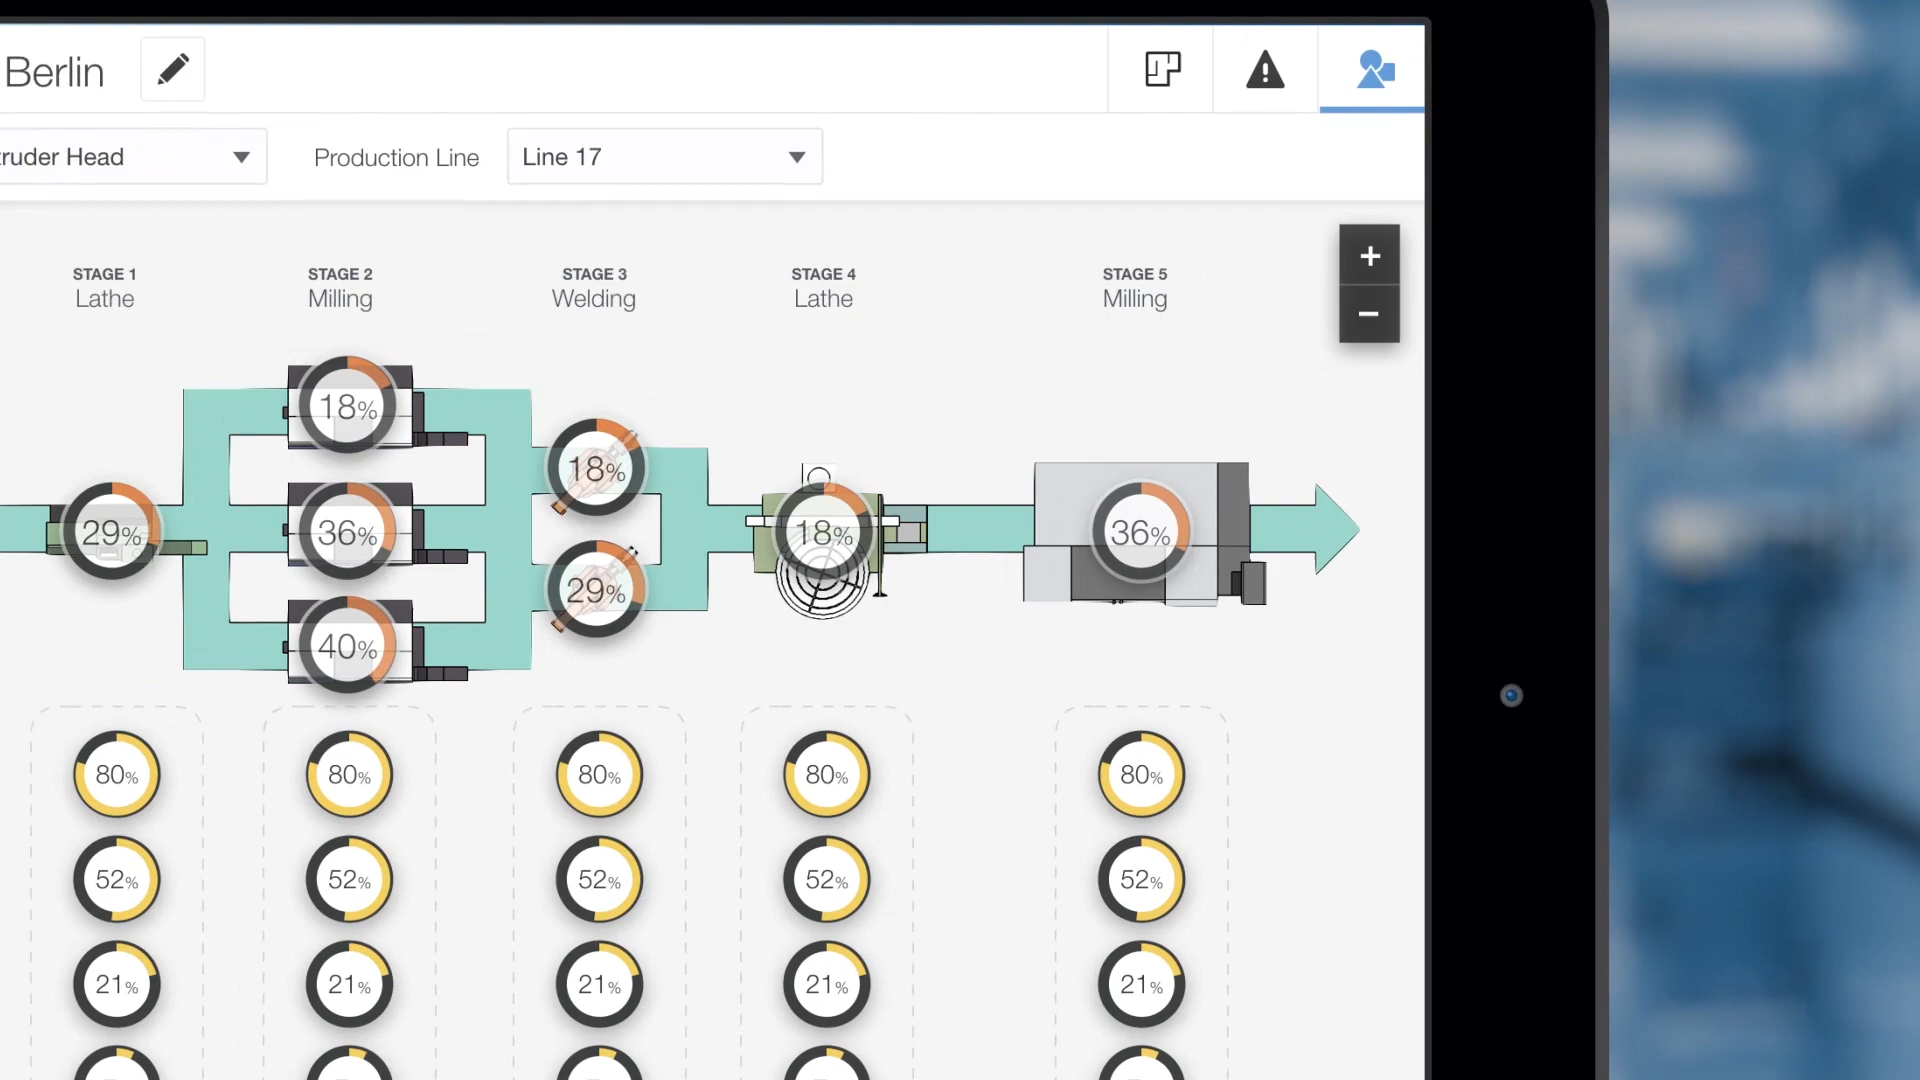 Berlin
truder Head
Production Line
Line 17
STAGE 1
Lathe
STAGE 2
Milling
STAGE 3
Welding
STAGE 4
Lathe
STAGE 5
Milling
+
−
18%
18%
29%
36%
18%
36%
29%
40%
80%
80%
80%
80%
80%
52%
52%
52%
52%
52%
21%
21%
21%
21%
21%